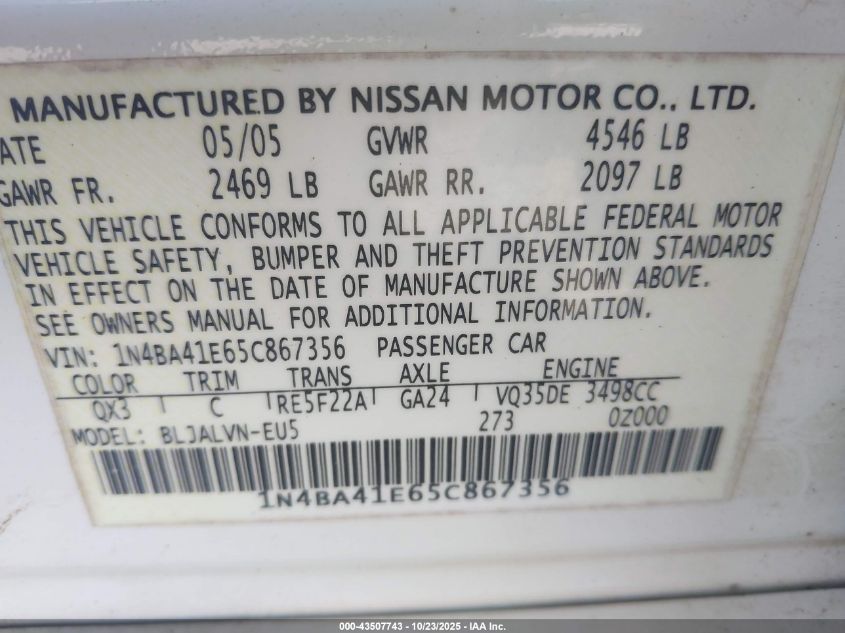 MANUFACTURED BY NISSAN MOTOR CO., LTD.
ATE 05/05 GVWR 4546 LB
GAWR FR. 2469 LB GAWR RR. 2097 LB
THIS VEHICLE CONFORMS TO ALL APPLICABLE FEDERAL MOTOR
VEHICLE SAFETY, BUMPER AND THEFT PREVENTION STANDARDS
IN EFFECT ON THE DATE OF MANUFACTURE SHOWN ABOVE.
SEE OWNERS MANUAL FOR ADDITIONAL INFORMATION.
VIN: 1N4BA41E65C867356 PASSENGER CAR
COLOR TRIM TRANS AXLE ENGINE
QX3 C RE5F22A GA24 VQ35DE 3498CC
MODEL: BLJALVN-EU5 273 0Z000
1N4BA41E65C867356
000-43507743 - 10/23/2025 - IAA Inc.